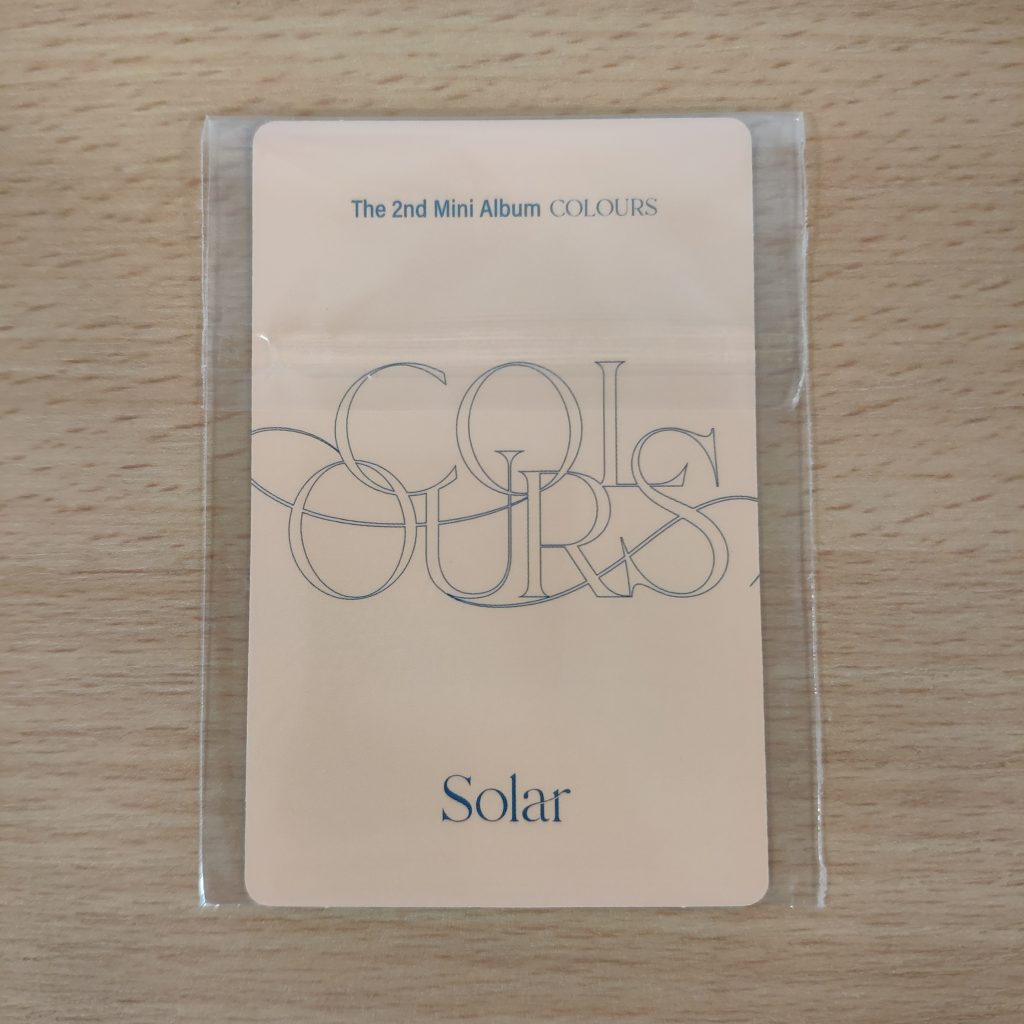 The 2nd Mini Album COLOURS
COL
OURS
Solar